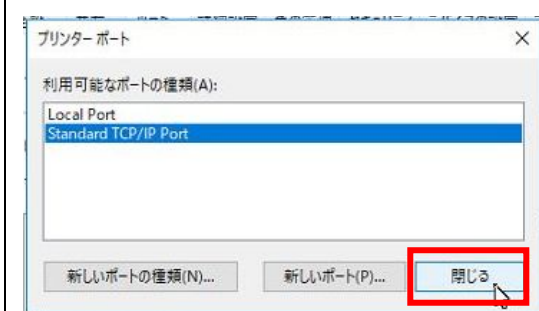 プリンター ポート
利用可能なポートの種類(A):
Local Port
Standard TCP/IP Port
新しいポートの種類(N)...
新しいポート(P)...
閉じる